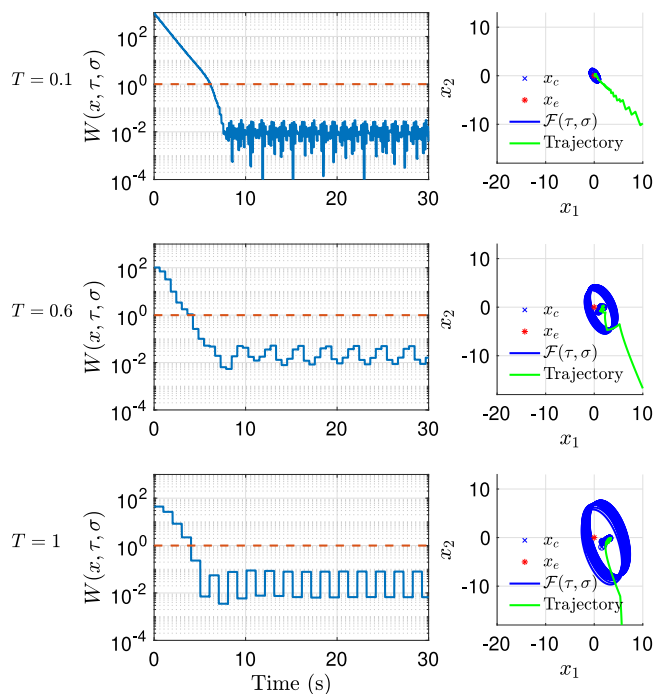 T = 0.1
W(x, τ, σ)
10^2
10^0
10^-2
10^-4
0 10 20 30
x_2
10
0
-10
x_c
x_e
F(τ, σ)
Trajectory
-20 -10 0 10
x_1
T = 0.6
W(x, τ, σ)
10^2
10^0
10^-2
10^-4
0 10 20 30
x_2
10
0
-10
x_c
x_e
F(τ, σ)
Trajectory
-20 -10 0 10
x_1
T = 1
W(x, τ, σ)
10^2
10^0
10^-2
10^-4
0 10 20 30
Time (s)
x_2
10
0
-10
x_c
x_e
F(τ, σ)
Trajectory
-20 -10 0 10
x_1